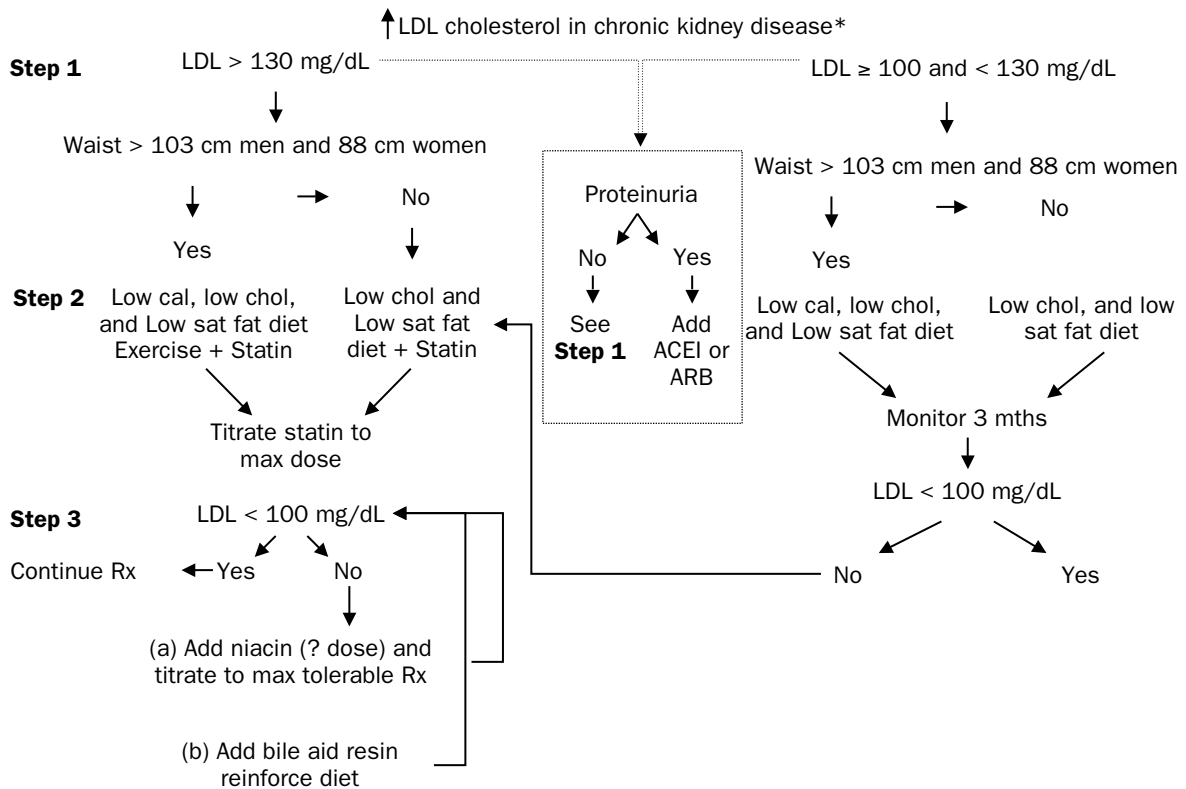 ↑LDL cholesterol in chronic kidney disease*
Step 1
LDL > 130 mg/dL
LDL ≥ 100 and < 130 mg/dL
Waist > 103 cm men and 88 cm women
Waist > 103 cm men and 88 cm women
Proteinuria
No
No
Yes
Yes
No
Yes
Step 2
Low cal, low chol,
and Low sat fat diet
Exercise + Statin
Low chol and
Low sat fat
diet + Statin
See
Step 1
Add
ACEI or
ARB
Low cal, low chol,
and Low sat fat diet
Low chol, and low
sat fat diet
Titrate statin to
max dose
Monitor 3 mths
LDL < 100 mg/dL
Step 3
LDL < 100 mg/dL
Continue Rx
Yes
No
No
Yes
(a) Add niacin (? dose) and
titrate to max tolerable Rx
(b) Add bile aid resin
reinforce diet